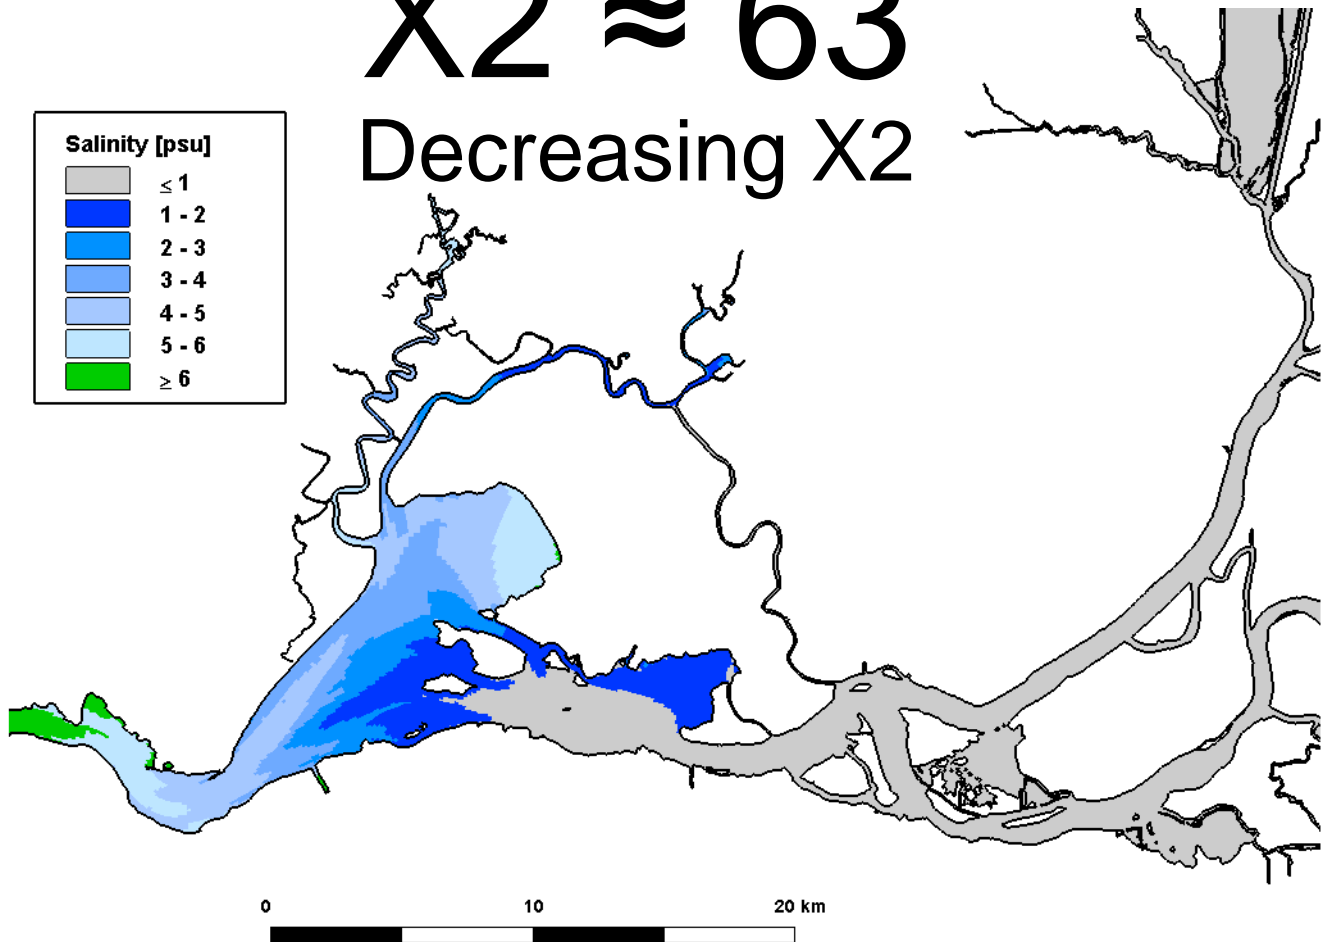 X2 ≈ 63
Decreasing X2
Salinity [psu]
≤ 1
1 - 2
2 - 3
3 - 4
4 - 5
5 - 6
≥ 6
0 10 20 km